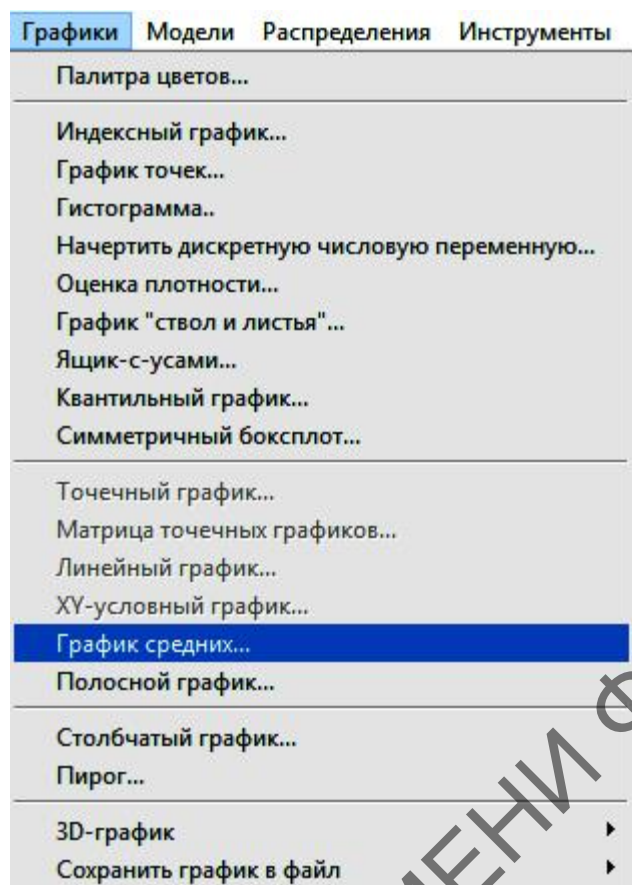 Графики Модели Распределения Инструменты
Палитра цветов...
Индексный график...
График точек...
Гистограмма..
Начертить дискретную числовую переменную...
Оценка плотности...
График "ствол и листья"...
Ящик-с-усами...
Квантильный график...
Симметричный боксплот...
Точечный график...
Матрица точечных графиков...
Линейный график...
XY-условный график...
График средних...
Полосной график...
Столбчатый график...
Пирог...
3D-график
Сохранить график в файл